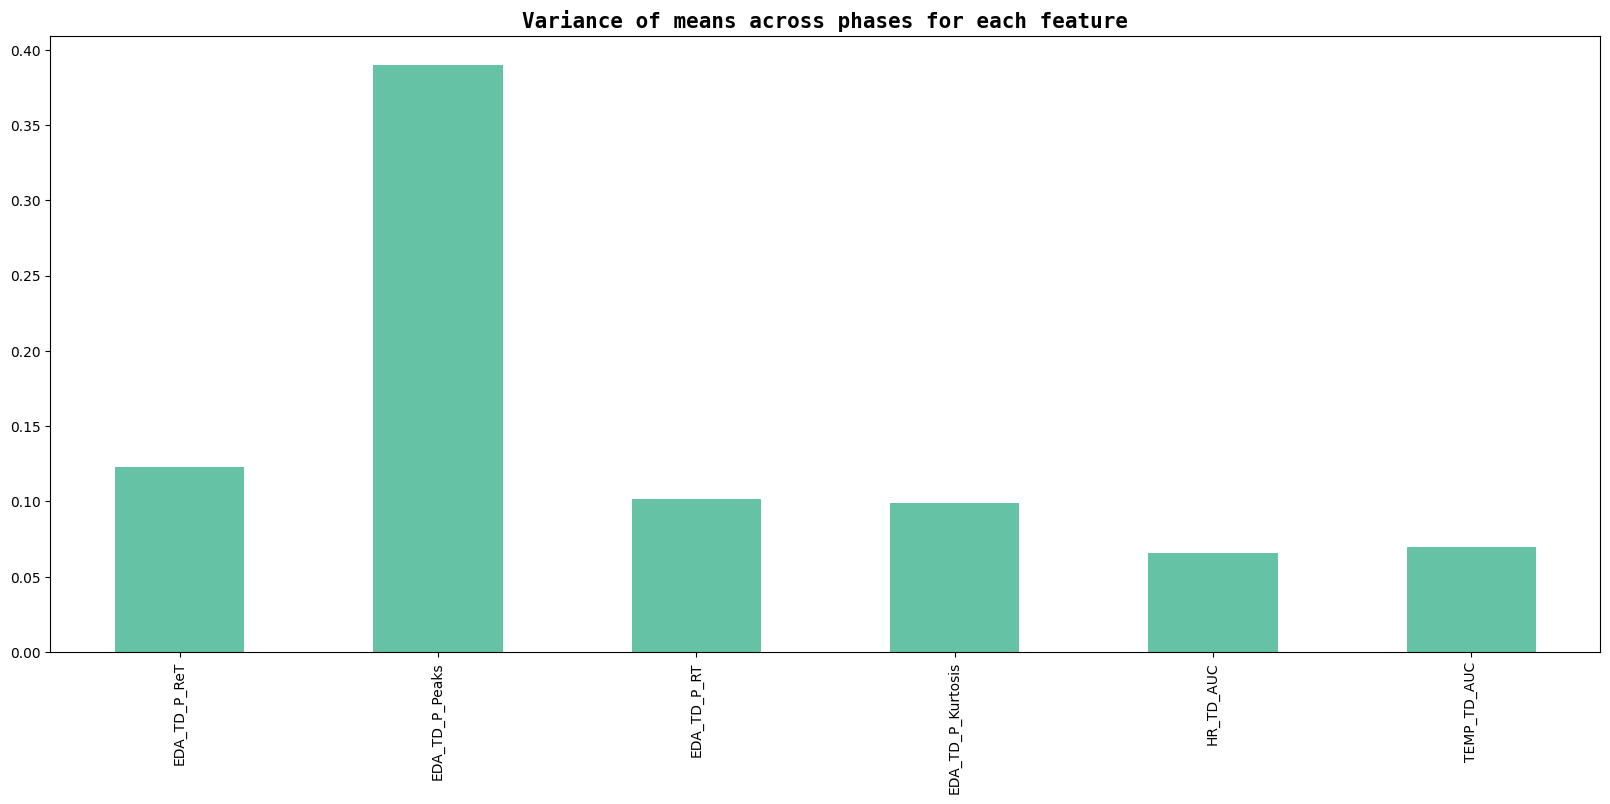 Variance of means across phases for each feature
0.40
0.35
0.30
0.25
0.20
0.15
0.10
0.05
0.00
EDA_TD_P_ReT
EDA_TD_P_Peaks
EDA_TD_P_RT
EDA_TD_P_Kurtosis
HR_TD_AUC
TEMP_TD_AUC